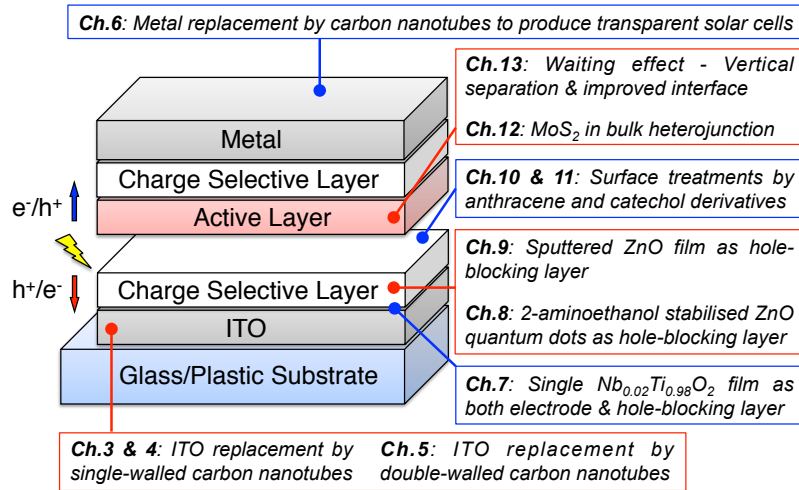 Ch.6: Metal replacement by carbon nanotubes to produce transparent solar cells
Ch.13: Waiting effect - Vertical
separation & improved interface
Ch.12: MoS₂ in bulk heterojunction
Metal
Charge Selective Layer
Active Layer
e⁻/h⁺
Ch.10 & 11: Surface treatments by
anthracene and catechol derivatives
Ch.9: Sputtered ZnO film as hole-
blocking layer
Ch.8: 2-aminoethanol stabilised ZnO
quantum dots as hole-blocking layer
h⁺/e⁻
Charge Selective Layer
ITO
Glass/Plastic Substrate
Ch.7: Single Nb₀.₀₂Ti₀.₉₈O₂ film as
both electrode & hole-blocking layer
Ch.3 & 4: ITO replacement by
single-walled carbon nanotubes
Ch.5: ITO replacement by
double-walled carbon nanotubes